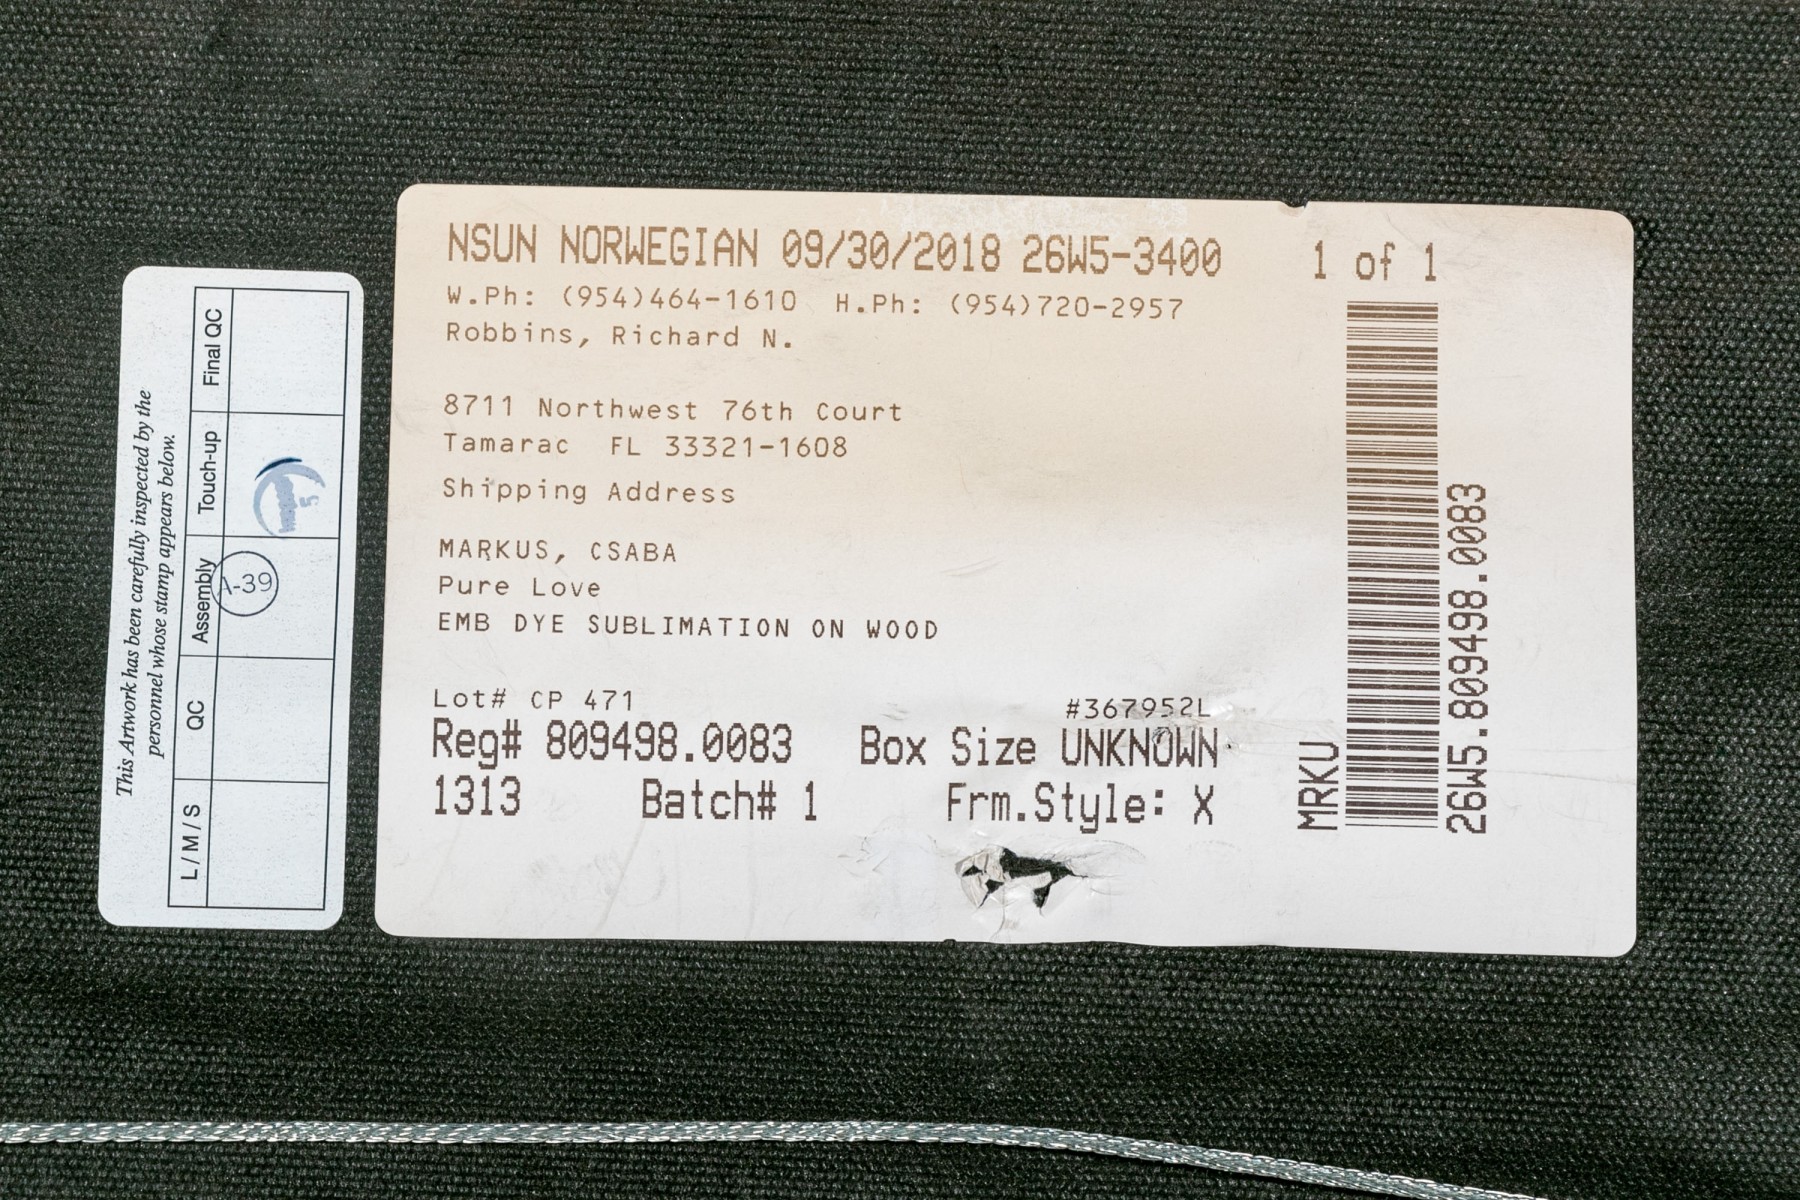 This Artwork has been carefully inspected by the
personnel whose stamp appears below.
L / M / S
QC
Assembly
Touch-up
Final QC
A-39
5
NSUN NORWEGIAN 09/30/2018 26W5-3400 1 of 1
W.Ph: (954)464-1610 H.Ph: (954)720-2957
Robbins, Richard N.
8711 Northwest 76th Court
Tamarac FL 33321-1608
Shipping Address
MARKUS, CSABA
Pure Love
EMB DYE SUBLIMATION ON WOOD
Lot# CP 471 #367952L
Reg# 809498.0083 Box Size UNKNOWN
1313 Batch# 1 Frm.Style: X
MRKU
26W5.809498.0083